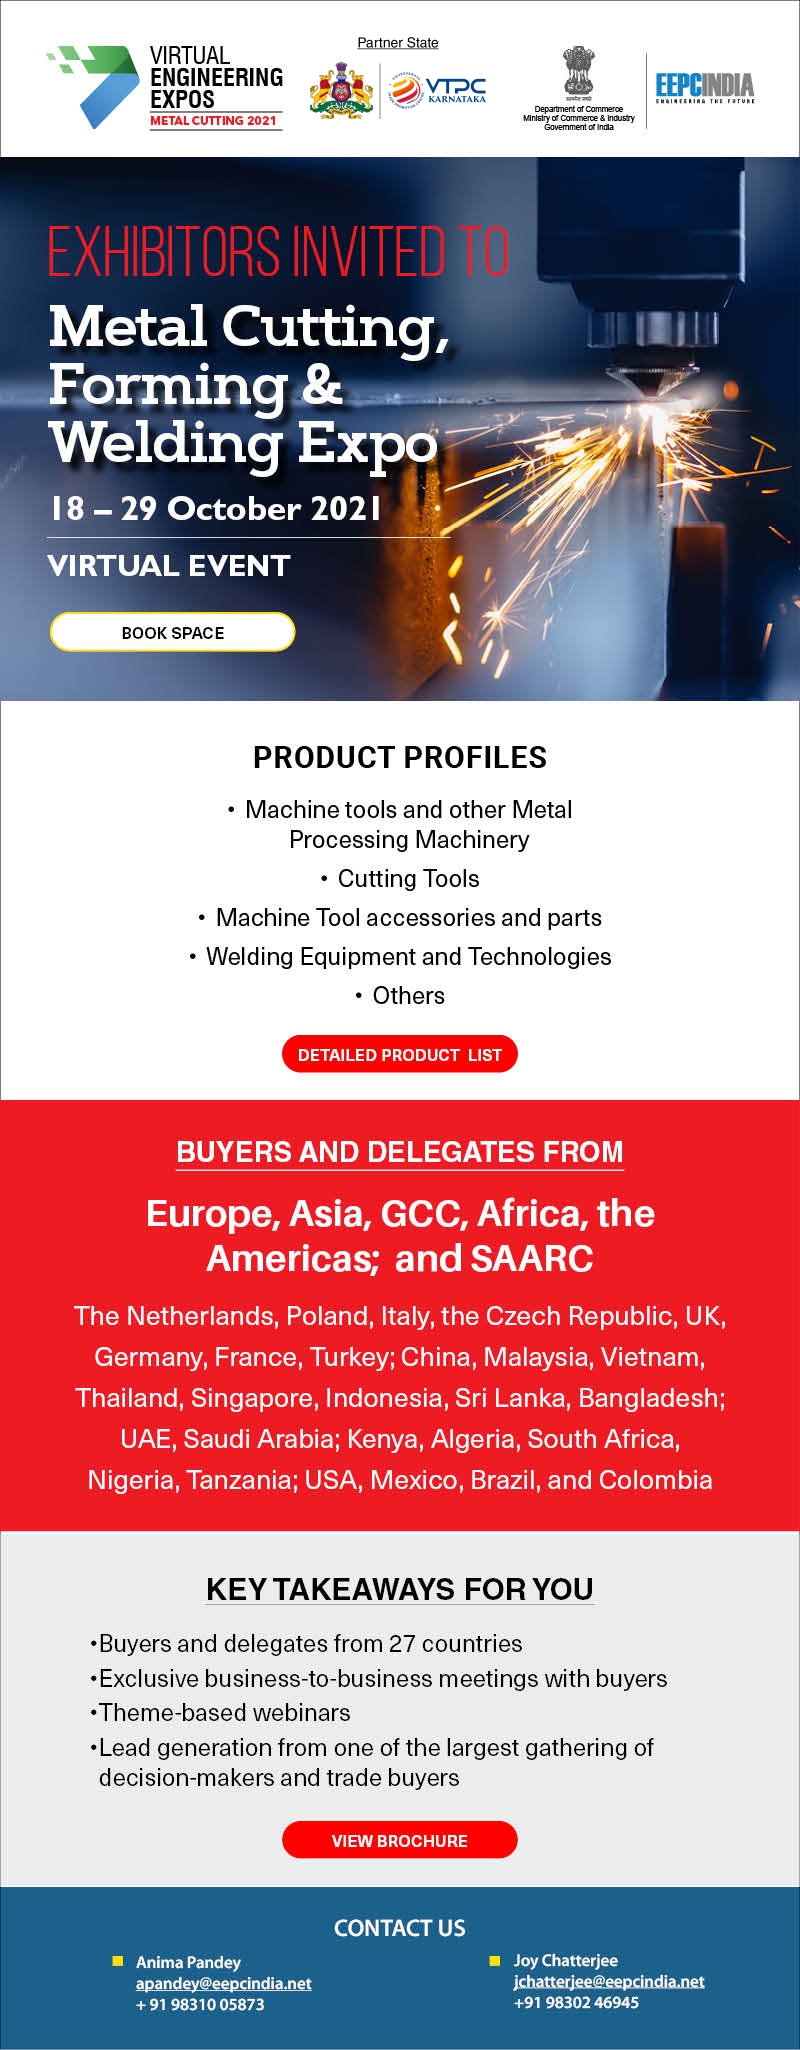 VIRTUAL
ENGINEERING
EXPOS
METAL CUTTING 2021
Partner State
VTPC
KARNATAKA
Department of Commerce
Ministry of Commerce & Industry
Government of India
EEPCINDIA
ENGINEERING THE FUTURE
EXHIBITORS INVITED TO
Metal Cutting,
Forming &
Welding Expo
18 – 29 October 2021
VIRTUAL EVENT
BOOK SPACE
PRODUCT PROFILES
• Machine tools and other Metal
Processing Machinery
• Cutting Tools
• Machine Tool accessories and parts
• Welding Equipment and Technologies
• Others
DETAILED PRODUCT LIST
BUYERS AND DELEGATES FROM
Europe, Asia, GCC, Africa, the
Americas; and SAARC
The Netherlands, Poland, Italy, the Czech Republic, UK,
Germany, France, Turkey; China, Malaysia, Vietnam,
Thailand, Singapore, Indonesia, Sri Lanka, Bangladesh;
UAE, Saudi Arabia; Kenya, Algeria, South Africa,
Nigeria, Tanzania; USA, Mexico, Brazil, and Colombia
KEY TAKEAWAYS FOR YOU
•Buyers and delegates from 27 countries
•Exclusive business-to-business meetings with buyers
•Theme-based webinars
•Lead generation from one of the largest gathering of
decision-makers and trade buyers
VIEW BROCHURE
CONTACT US
Anima Pandey
apandey@eepcindia.net
+ 91 98310 05873
Joy Chatterjee
jchatterjee@eepcindia.net
+91 98302 46945